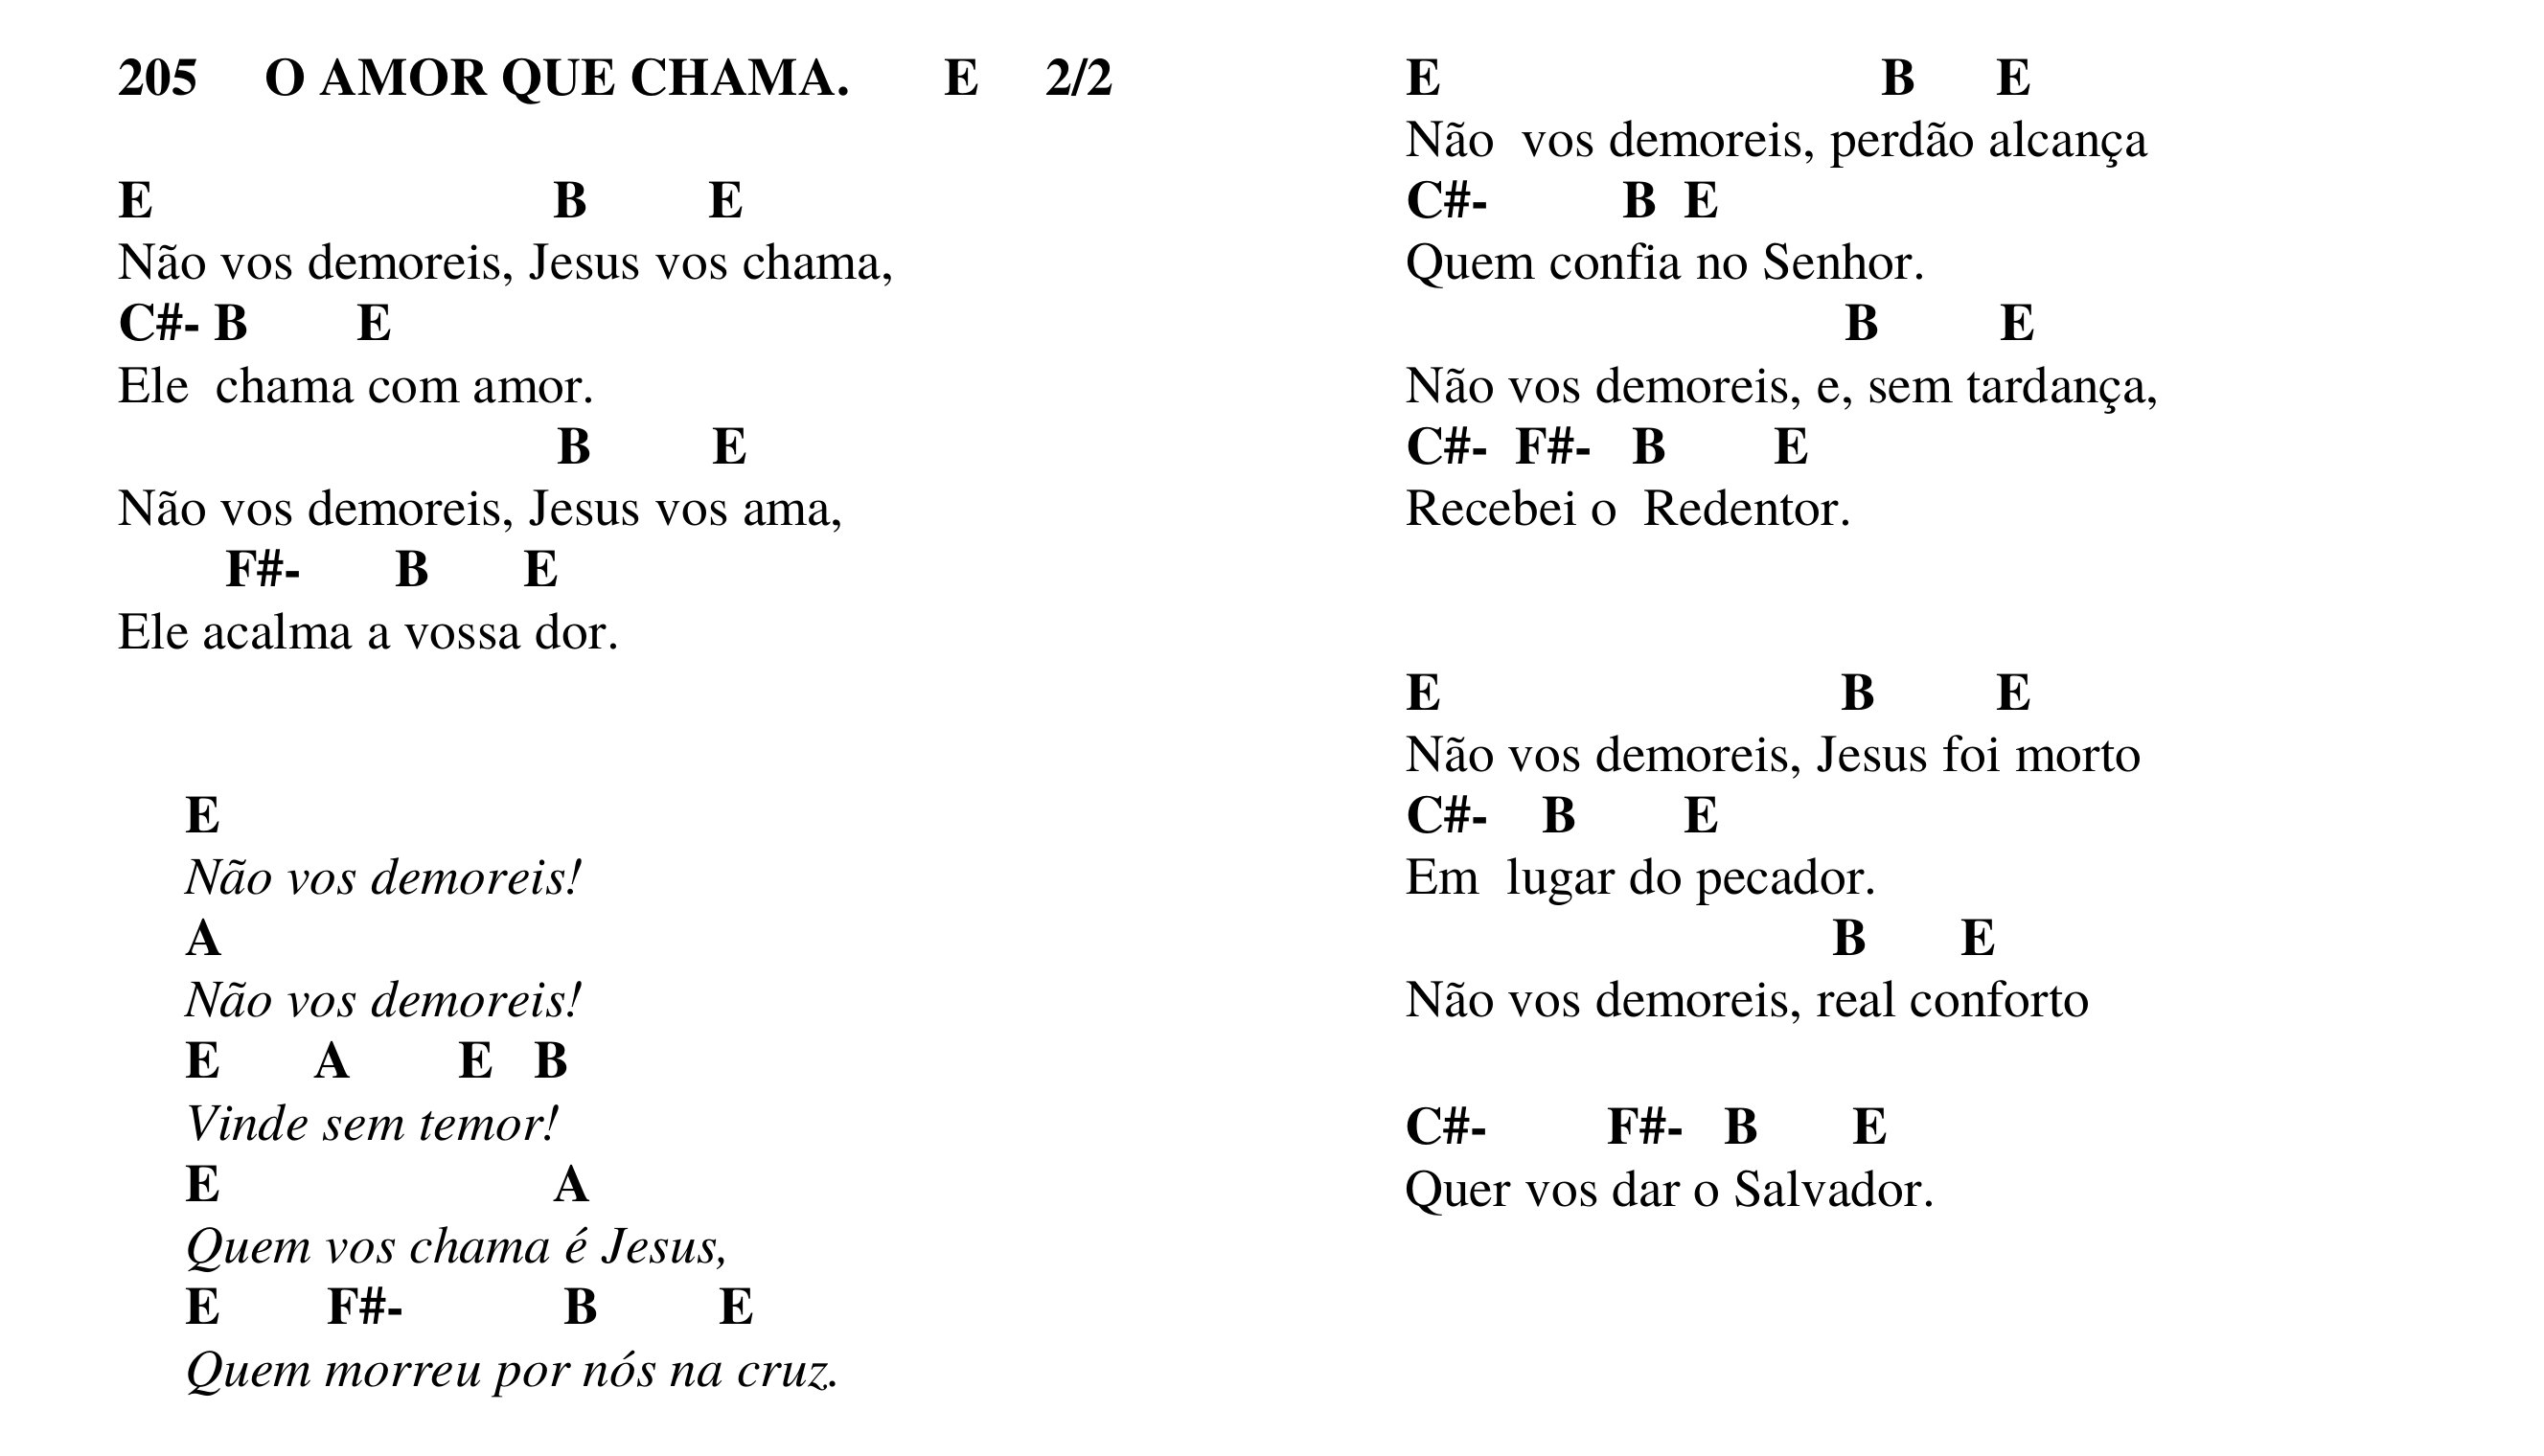 205 O AMOR QUE CHAMA. E 2/2
E B E
Não vos demoreis, Jesus vos chama,
C#- B E
Ele chama com amor.
B E
Não vos demoreis, Jesus vos ama,
F#- B E
Ele acalma a vossa dor.
E
Não vos demoreis!
A
Não vos demoreis!
E A E B
Vinde sem temor!
E A
Quem vos chama é Jesus,
E F#- B E
Quem morreu por nós na cruz.
E B E
Não vos demoreis, perdão alcança
C#- B E
Quem confia no Senhor.
B E
Não vos demoreis, e, sem tardança,
C#- F#- B E
Recebei o Redentor.
E B E
Não vos demoreis, Jesus foi morto
C#- B E
Em lugar do pecador.
B E
Não vos demoreis, real conforto
C#- F#- B E
Quer vos dar o Salvador.